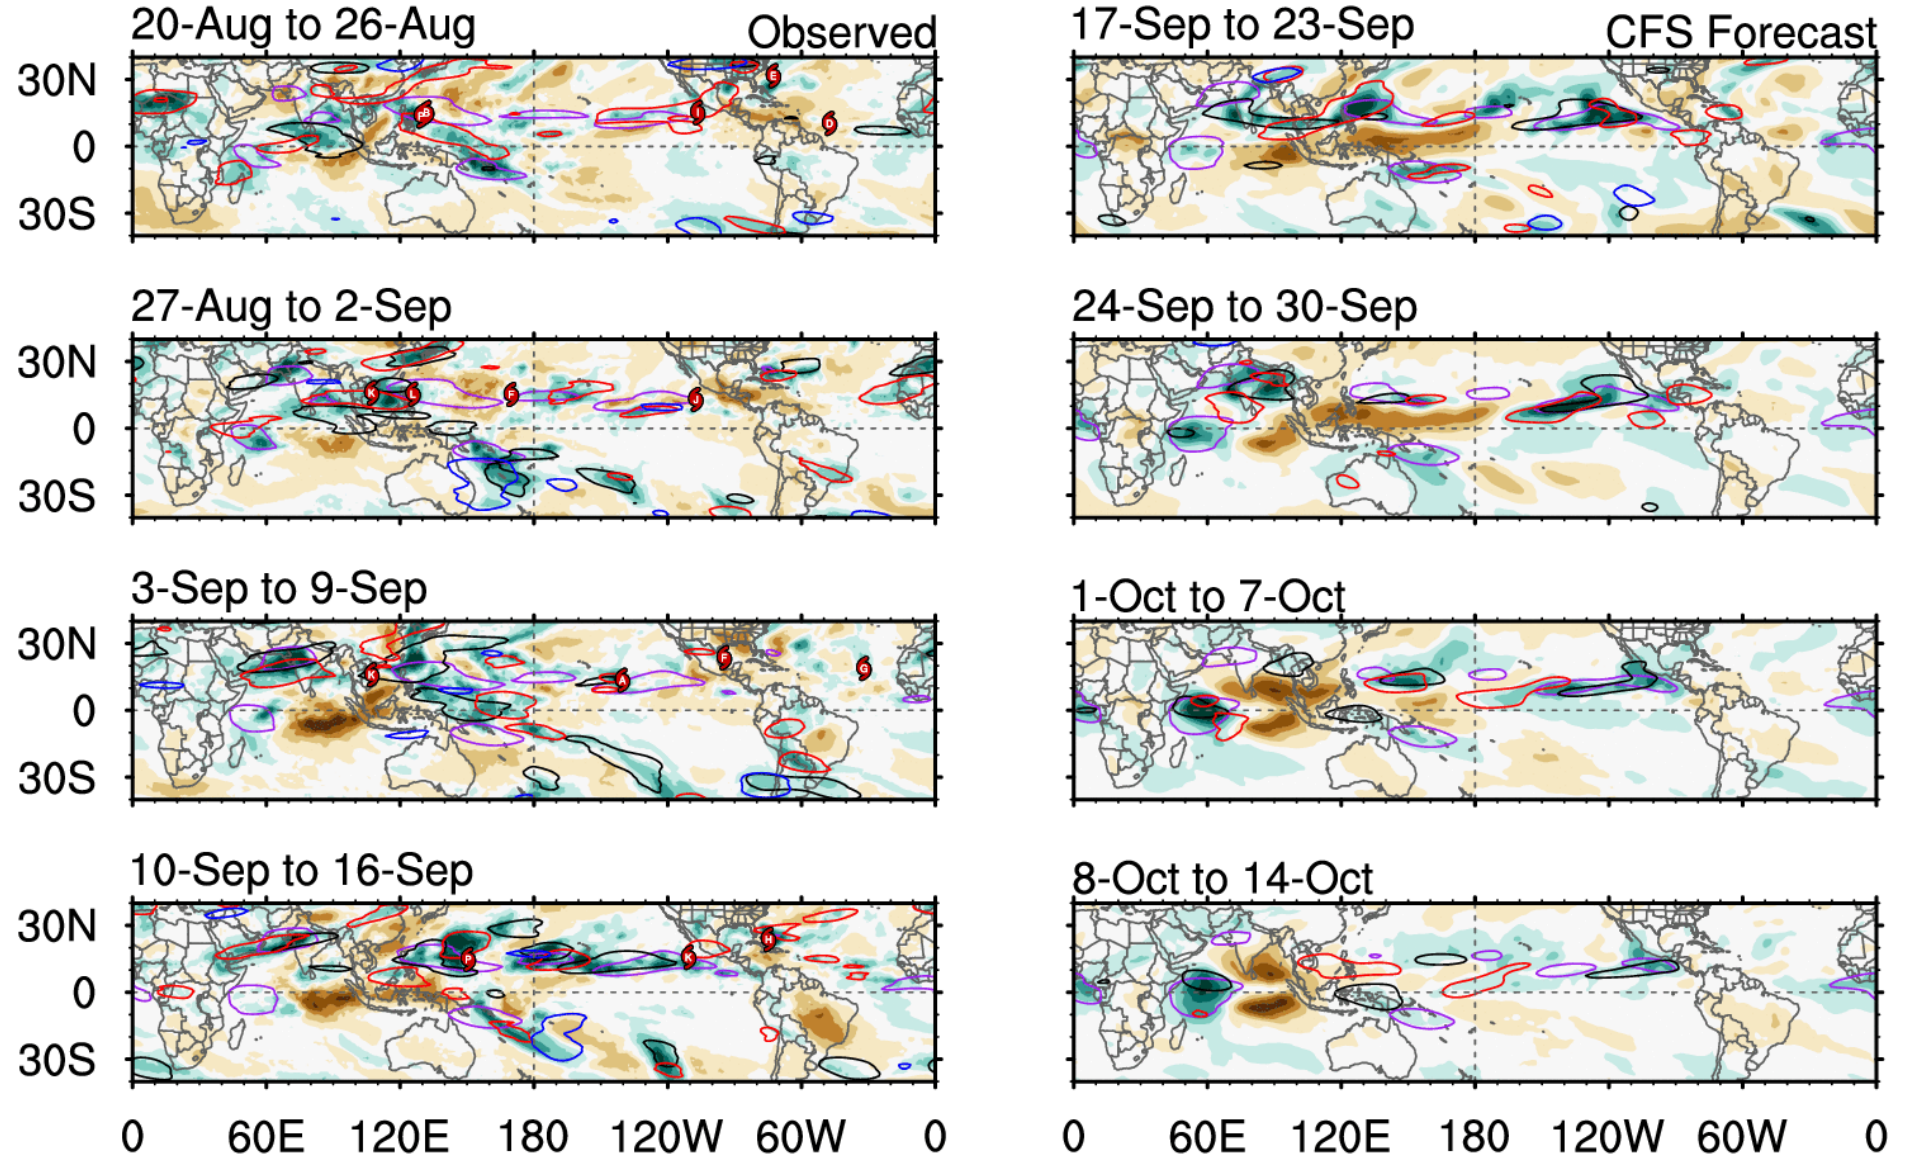 20-Aug to 26-Aug Observed
30N
0
30S
E
P B
I
D
27-Aug to 2-Sep
30N
0
30S
K L F J
3-Sep to 9-Sep
30N
0
30S
F
K A G
10-Sep to 16-Sep
30N
0
30S
H
P K
0 60E 120E 180 120W 60W 0
17-Sep to 23-Sep CFS Forecast
24-Sep to 30-Sep
1-Oct to 7-Oct
8-Oct to 14-Oct
0 60E 120E 180 120W 60W 0